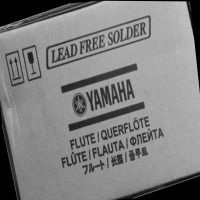 LEAD FREE SOLDER
YAMAHA
FLUTE / QUERFLÖTE
FLÛTE / FLAUTA / ФЛЕЙТА
フルート / 长笛 / 플루트